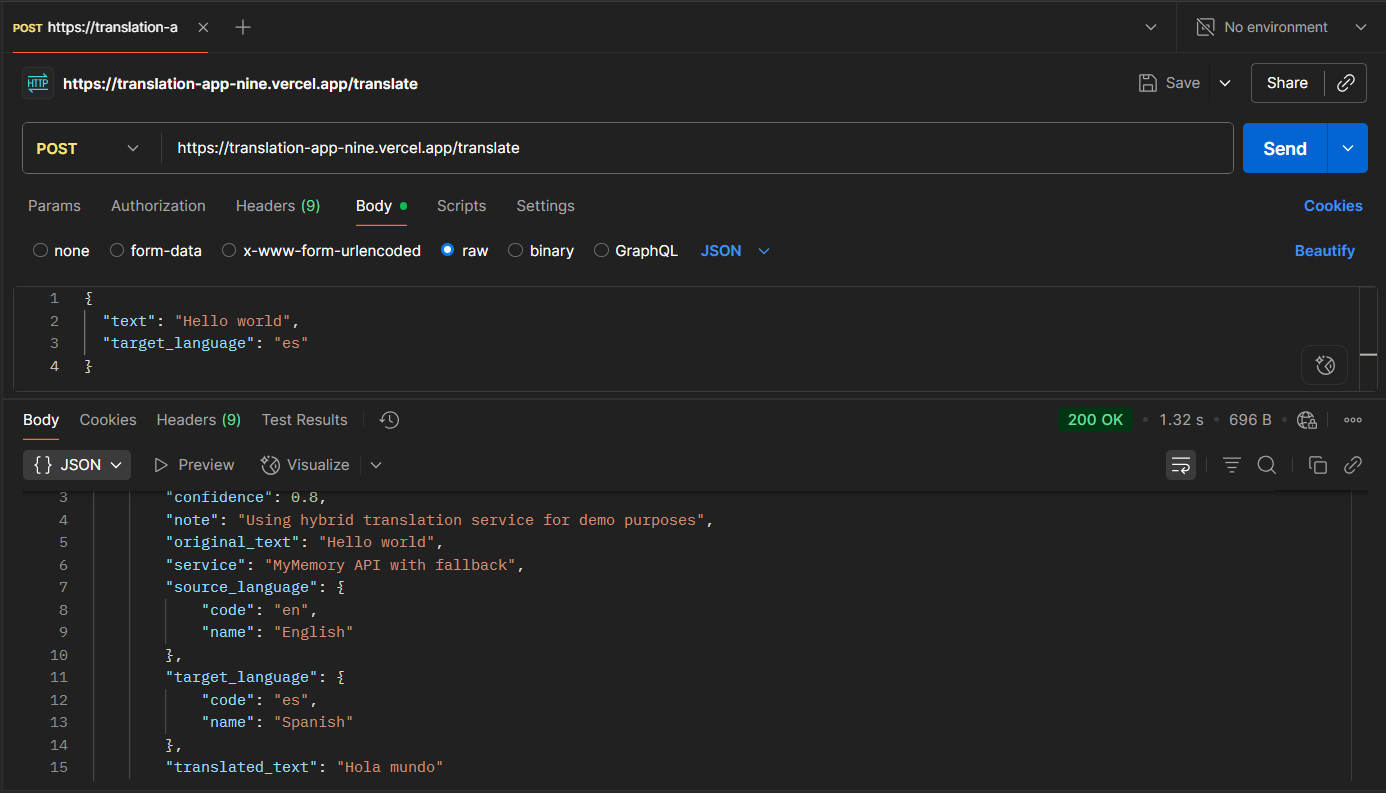 POST https://translation-a
No environment
HTTP https://translation-app-nine.vercel.app/translate
Save
Share
POST https://translation-app-nine.vercel.app/translate
Send
Params Authorization Headers (9) Body Scripts Settings Cookies
none form-data x-www-form-urlencoded raw binary GraphQL JSON Beautify
1 {
2 "text": "Hello world",
3 "target_language": "es"
4 }
Body Cookies Headers (9) Test Results 200 OK • 1.32 s • 696 B •
{} JSON Preview Visualize
3 "confidence": 0.8,
4 "note": "Using hybrid translation service for demo purposes",
5 "original_text": "Hello world",
6 "service": "MyMemory API with fallback",
7 "source_language": {
8 "code": "en",
9 "name": "English"
10 },
11 "target_language": {
12 "code": "es",
13 "name": "Spanish"
14 },
15 "translated_text": "Hola mundo"